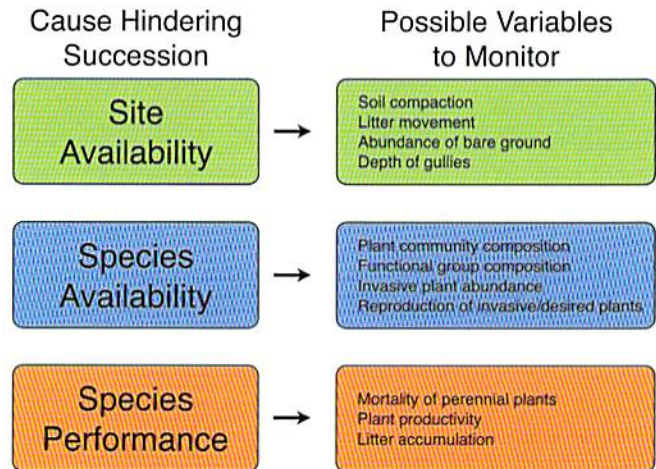 Cause Hindering
Succession
Possible Variables
to Monitor
Site
Availability
Soil compaction
Litter movement
Abundance of bare ground
Depth of gullies
Species
Availability
Plant community composition
Functional group composition
Invasive plant abundance
Reproduction of invasive/desired plants
Species
Performance
Mortality of perennial plants
Plant productivity
Litter accumulation